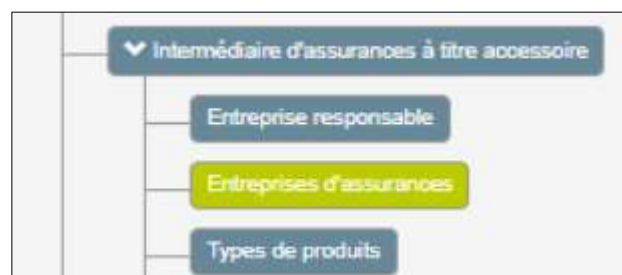 Intermédiaire d'assurances à titre accessoire
Entreprise responsable
Entreprises d'assurances
Types de produits